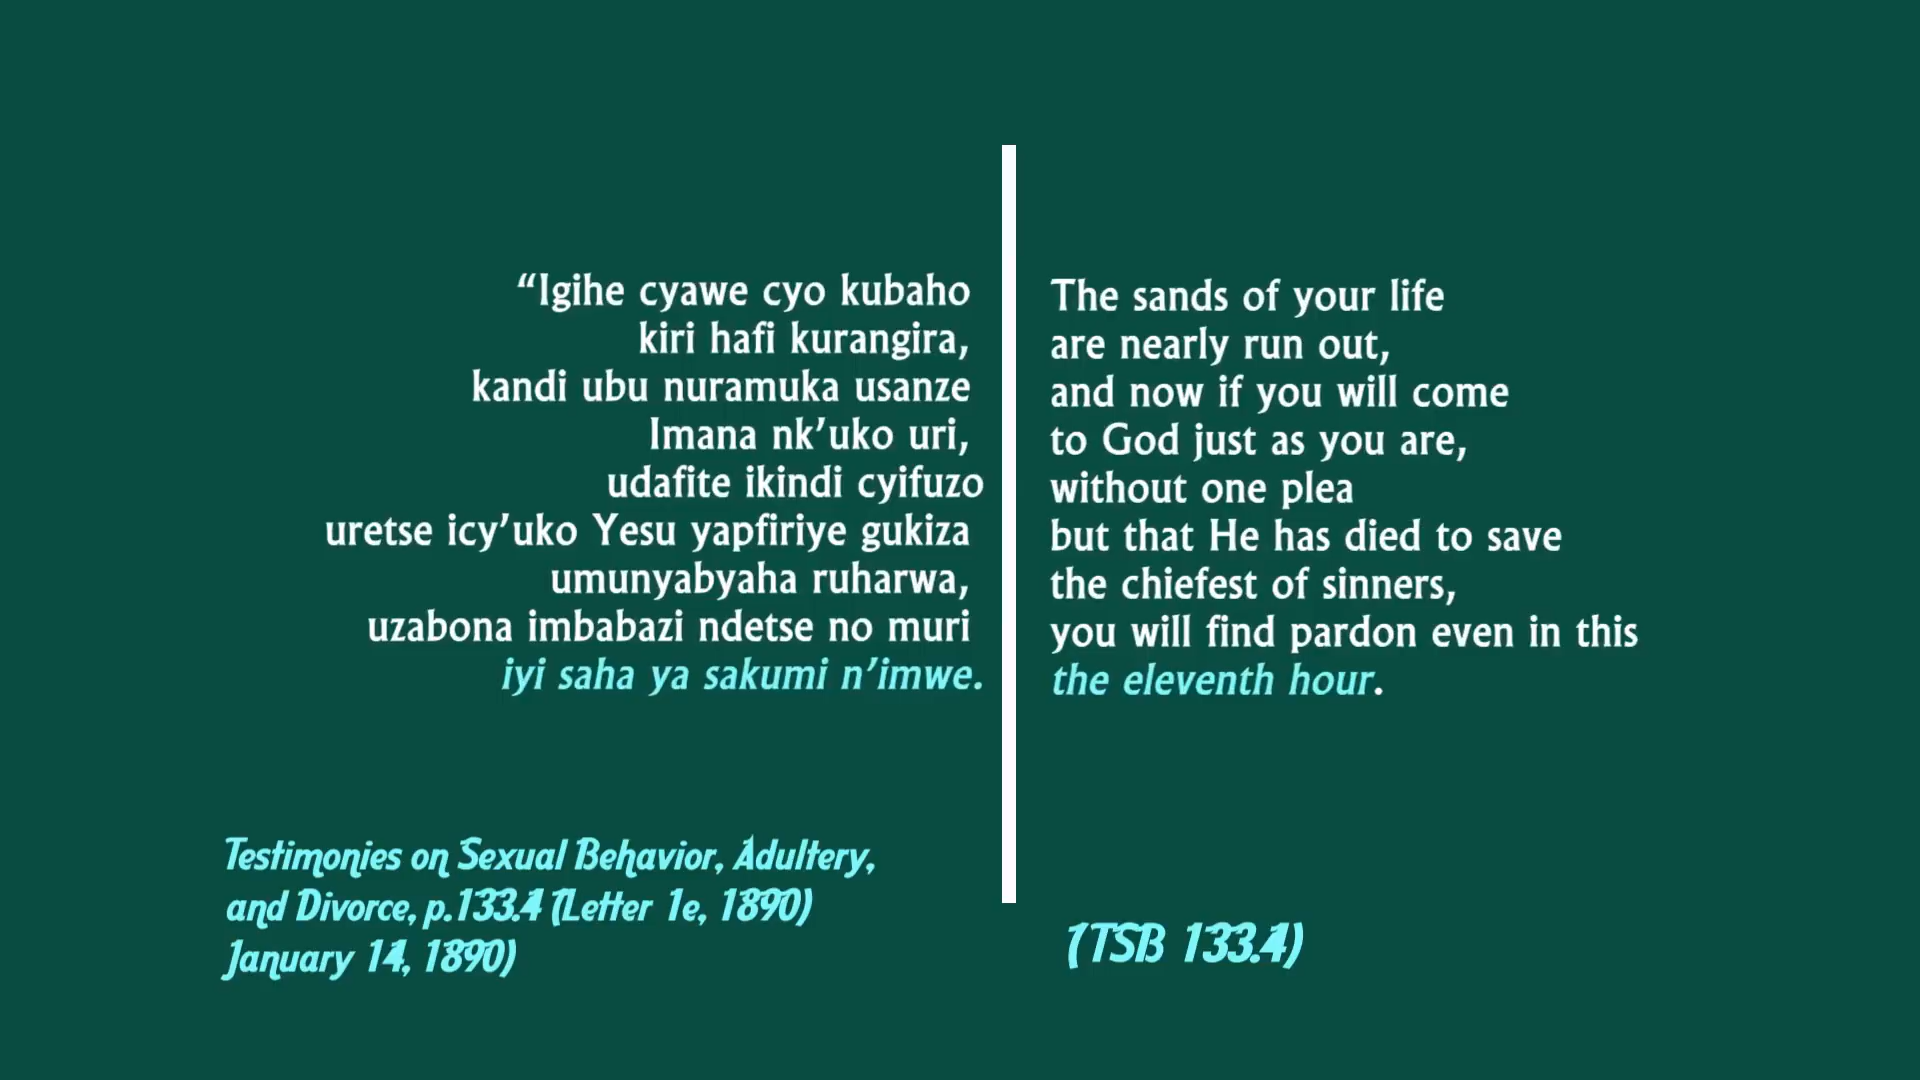 “Igihe cyawe cyo kubaho
kiri hafi kurangira,
kandi ubu nuramuka usanze
Imana nk’uko uri,
udafite ikindi cyifuzo
uretse icy’uko Yesu yapfiriye gukiza
umunyabyaha ruharwa,
uzabona imbabazi ndetse no muri
iyi saha ya sakumi n’imwe.
Testimonies on Sexual Behavior, Adultery,
and Divorce, p.133.4 (Letter 1e, 1890)
January 14, 1890)
The sands of your life
are nearly run out,
and now if you will come
to God just as you are,
without one plea
but that He has died to save
the chiefest of sinners,
you will find pardon even in this
the eleventh hour.
(TSB 133.4)